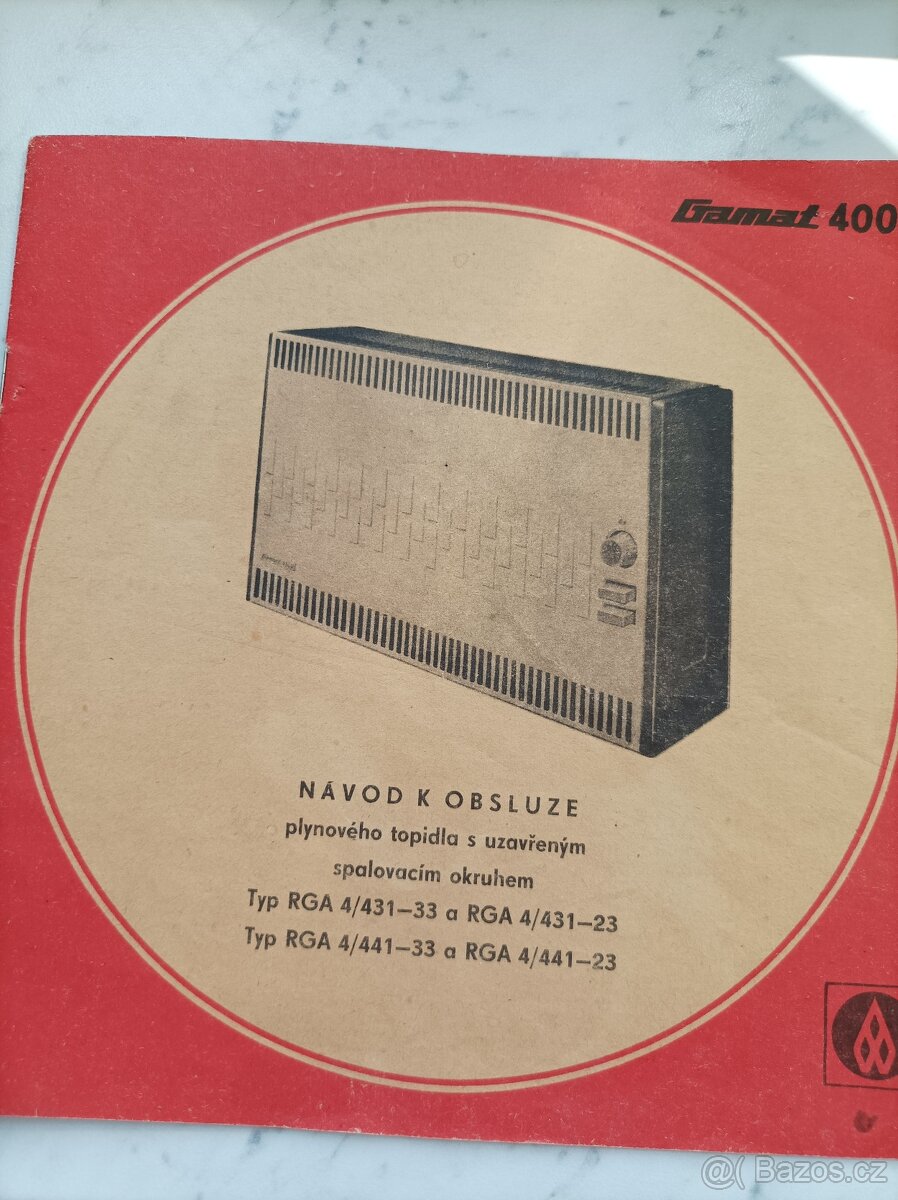 Gamat 400
NÁVOD K OBSLUZE
plynového topidla s uzavřeným
spalovacím okruhem
Typ RGA 4/431–33 a RGA 4/431–23
Typ RGA 4/441–33 a RGA 4/441–23
© Bazos.cz